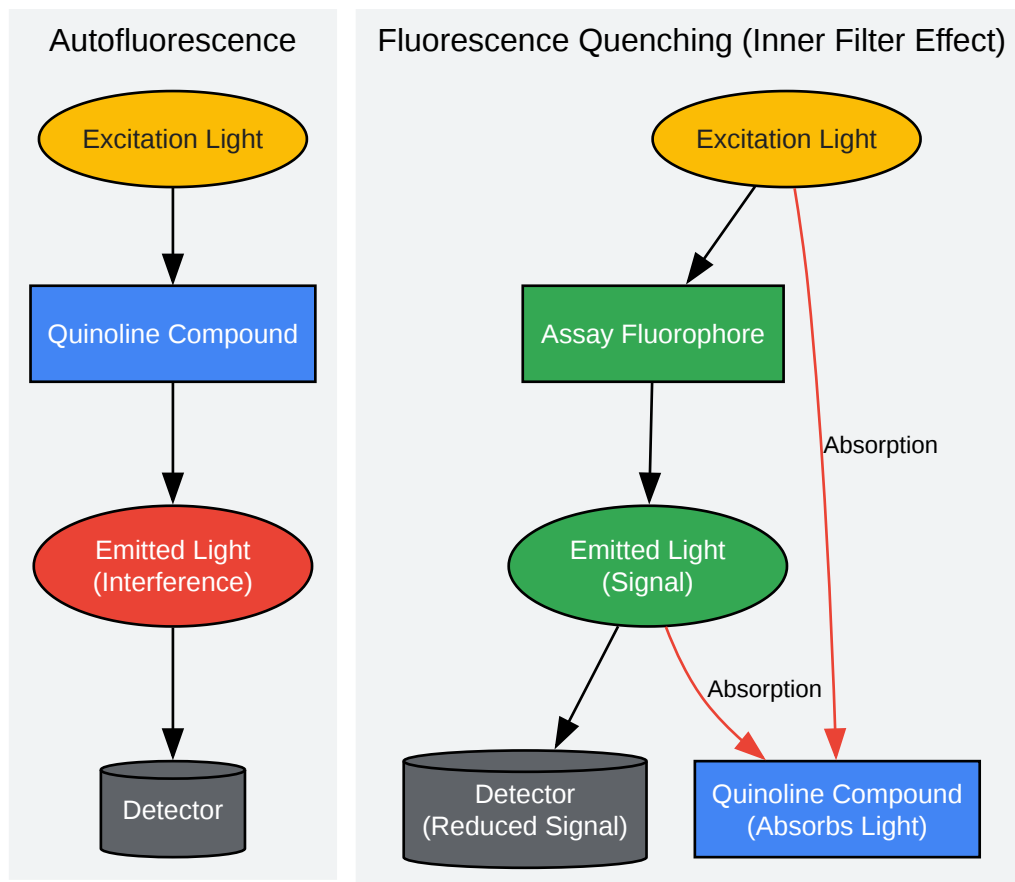 Autofluorescence
Excitation Light
Quinoline Compound
Emitted Light
(Interference)
Detector
Fluorescence Quenching (Inner Filter Effect)
Excitation Light
Assay Fluorophore
Absorption
Emitted Light
(Signal)
Absorption
Detector
(Reduced Signal)
Quinoline Compound
(Absorbs Light)